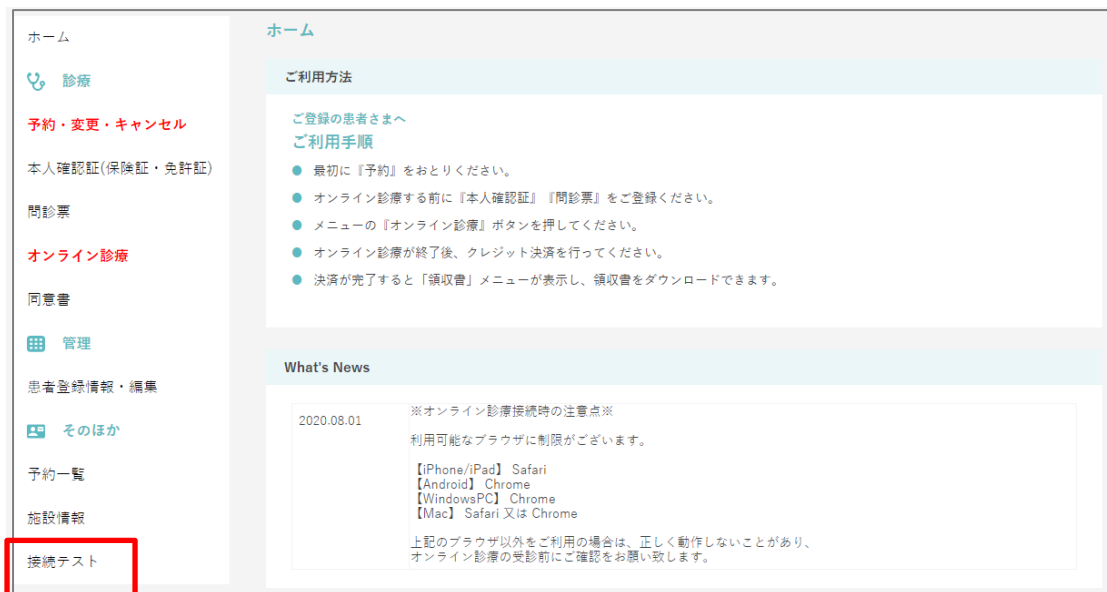 ホーム
診療
予約・変更・キャンセル
本人確認証(保険証・免許証)
問診票
オンライン診療
同意書
管理
患者登録情報・編集
そのほか
予約一覧
施設情報
接続テスト
ホーム
ご利用方法
ご登録の患者さまへ
ご利用手順
● 最初に『予約』をおとりください。
● オンライン診療する前に『本人確認証』『問診票』をご登録ください。
● メニューの『オンライン診療』ボタンを押してください。
● オンライン診療が終了後、クレジット決済を行ってください。
● 決済が完了すると「領収書」メニューが表示し、領収書をダウンロードできます。
What's News
2020.08.01
※オンライン診療接続時の注意点※
利用可能なブラウザに制限がございます。
【iPhone/iPad】 Safari
【Android】 Chrome
【WindowsPC】 Chrome
【Mac】 Safari 又は Chrome
上記のブラウザ以外をご利用の場合は、正しく動作しないことがあり、
オンライン診療の受診前にご確認をお願い致します。